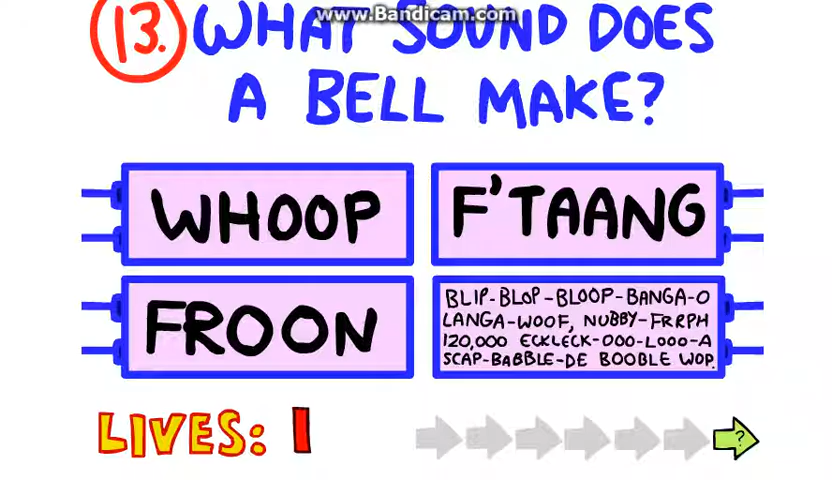 www.Bandicam.com
13. WHAT SOUND DOES
A BELL MAKE?
WHOOP
F'TAANG
FROON
BLIP-BLOP-BLOOP-BANGA-O
LANGA-WOOF, NUBBY-FRRPH
120,000 ECKLECK-OOO-LOOO-A
SCAP-BABBLE-DE BOOBLE WOP.
LIVES: 1
?